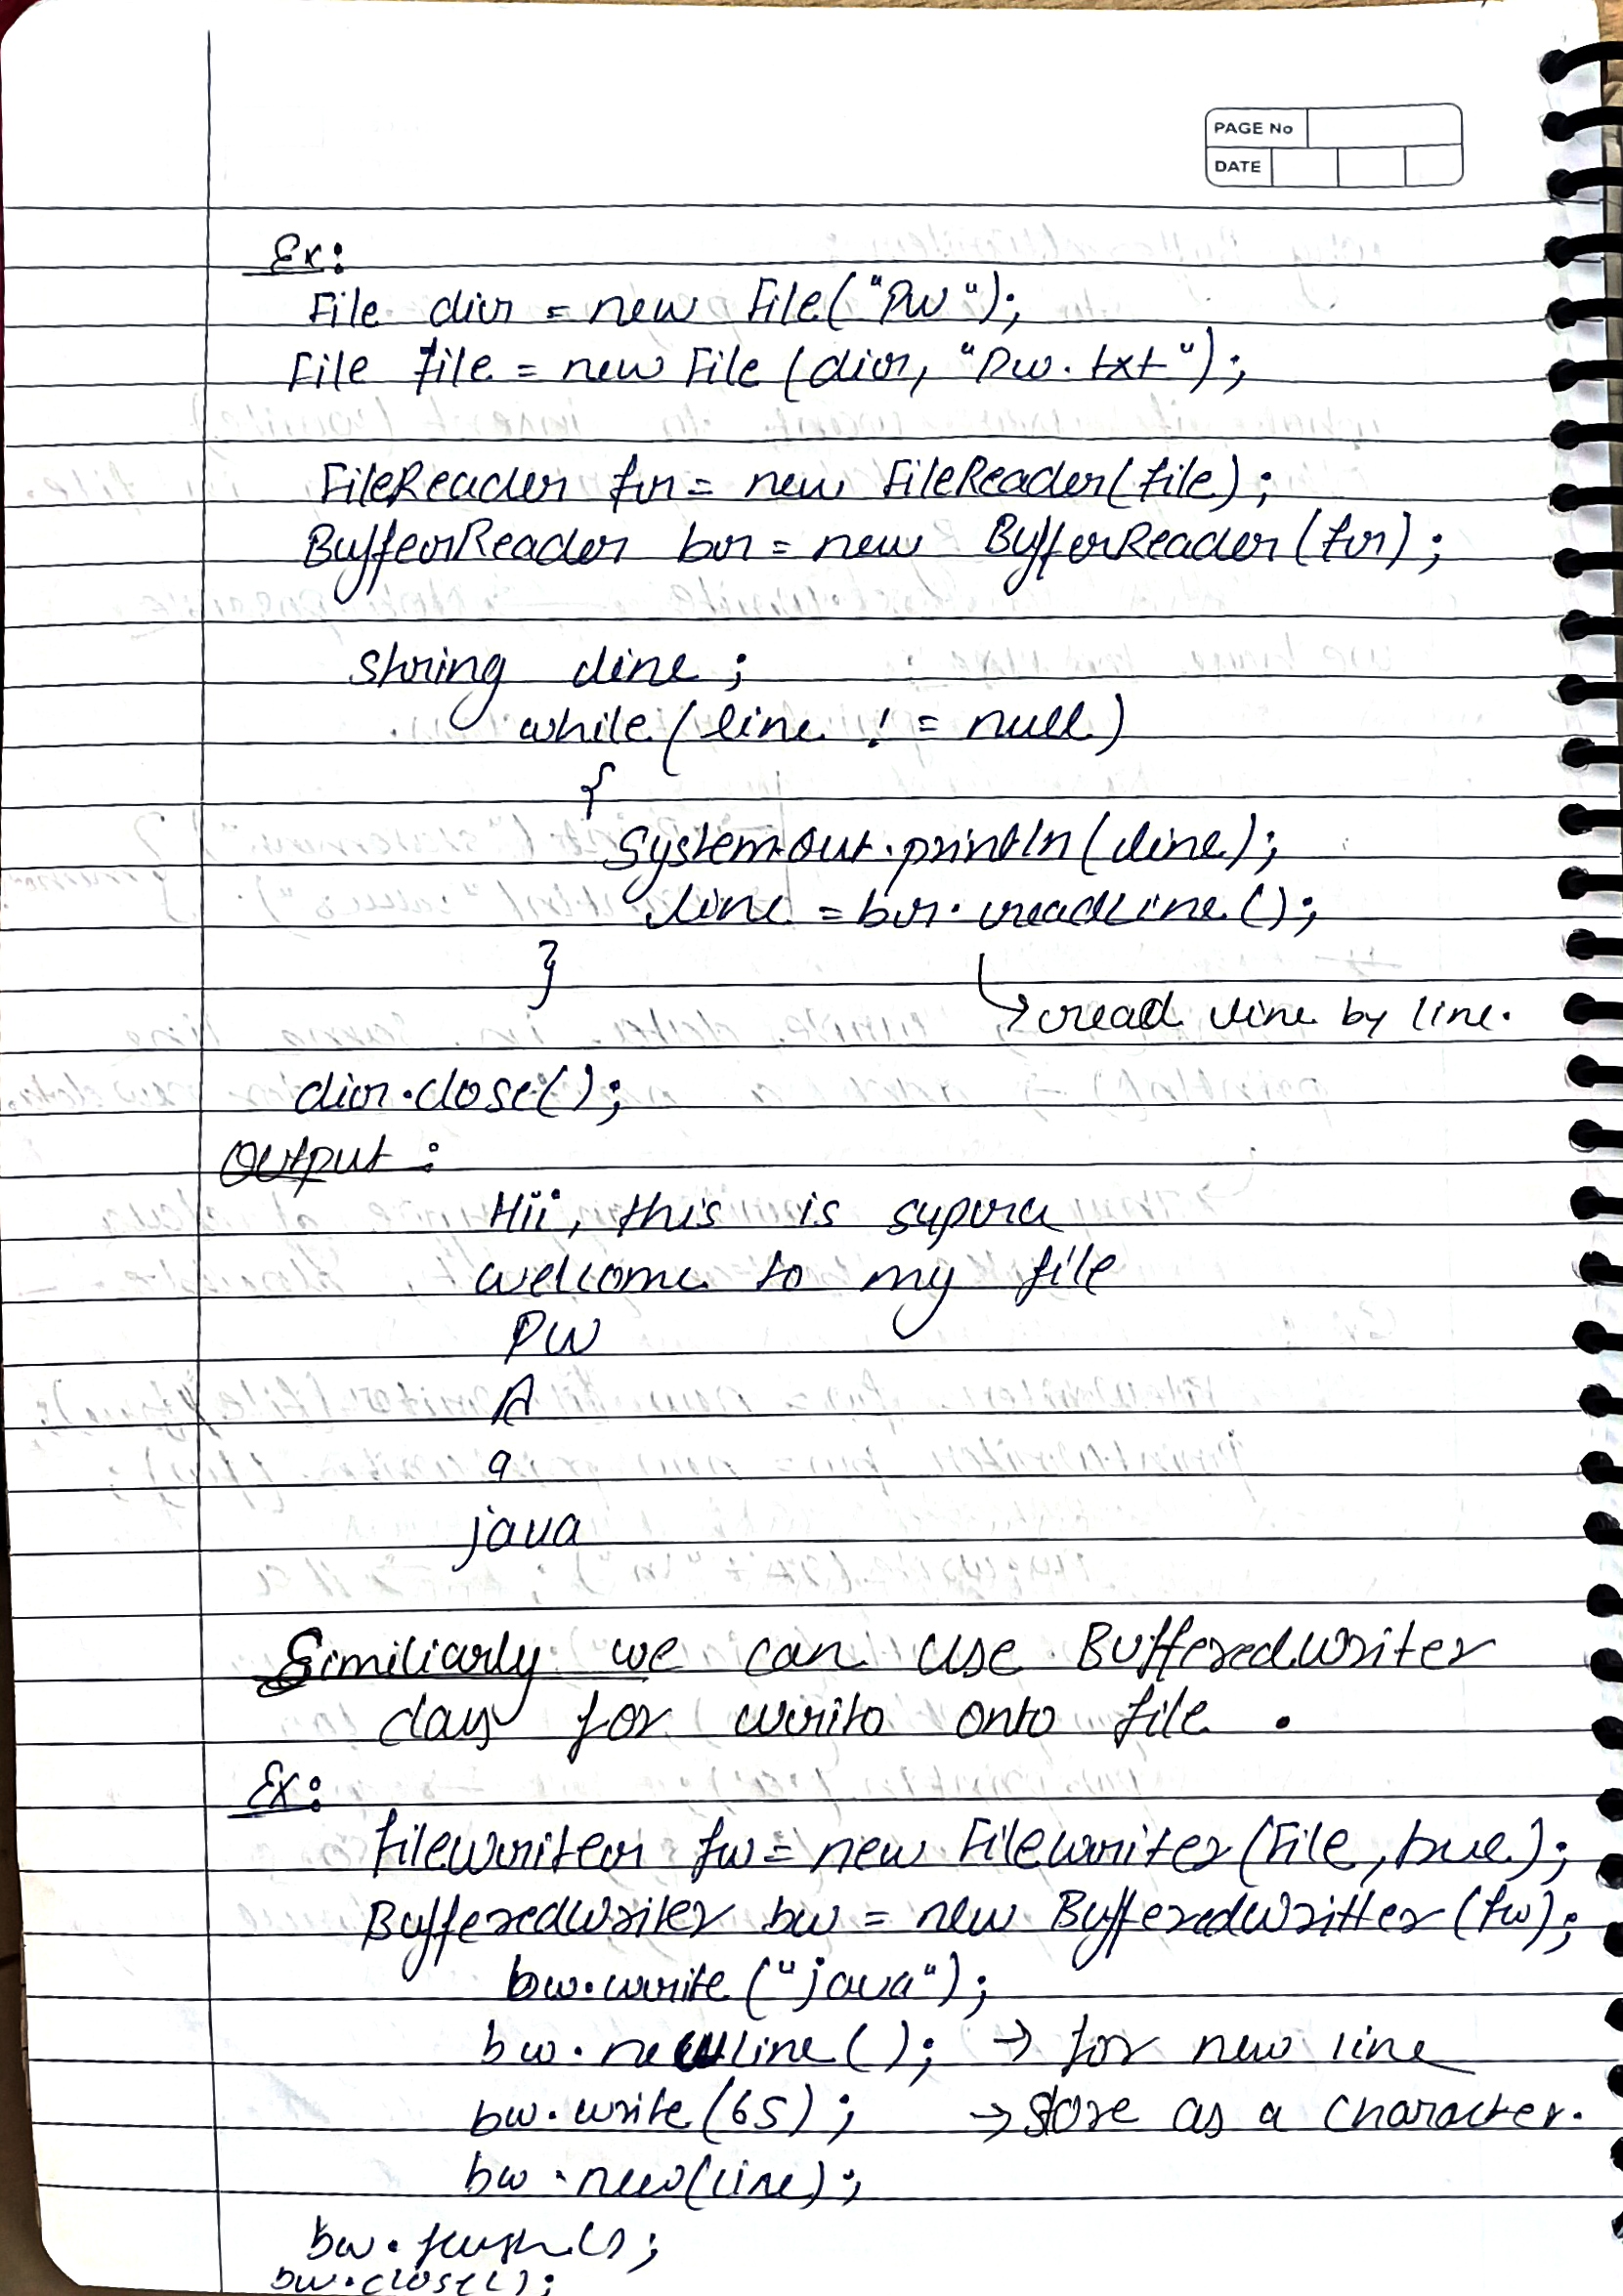 PAGE No
DATE
Ex:
File dir = new File("PW");
File file = new File (dir, "Pw.txt");
FileReader fr = new FileReader(file);
BufferReader br = new BufferReader(fr);
string line;
while(line != null)
{
System.out.println(line);
line = br.readLine();
}
→ read line by line.
dir.close();
Output:
Hii, this is supra
welcome to my file
PW
A
a
java
Similiarly we can Use BufferedWriter
class for write onto file.
Ex:
fileWriter fw = new FileWriter(File, true);
BufferedWriter bw = new BufferedWritter(fw);
bw.write("java");
bw.newline(); → for new line
bw.write(65); → Store as a character.
bw.new(line);
bw.flush();
bw.close();